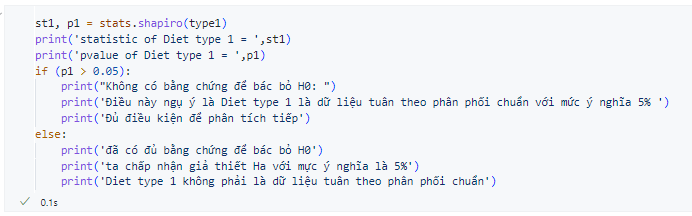 st1, p1 = stats.shapiro(type1)
print('statistic of Diet type 1 = ',st1)
print('pvalue of Diet type 1 = ',p1)
if (p1 > 0.05):
    print("Không có bằng chứng để bác bỏ H0: ")
    print('Điều này ngụ ý là Diet type 1 là dữ liệu tuân theo phân phối chuẩn với mức ý nghĩa 5% ')
    print('Đủ điều kiện để phân tích tiếp')
else:
    print('đã có đủ bằng chứng để bác bỏ H0')
    print('ta chấp nhận giả thiết Ha với mực ý nghĩa là 5%')
    print('Diet type 1 không phải là dữ liệu tuân theo phân phối chuẩn')
0.1s